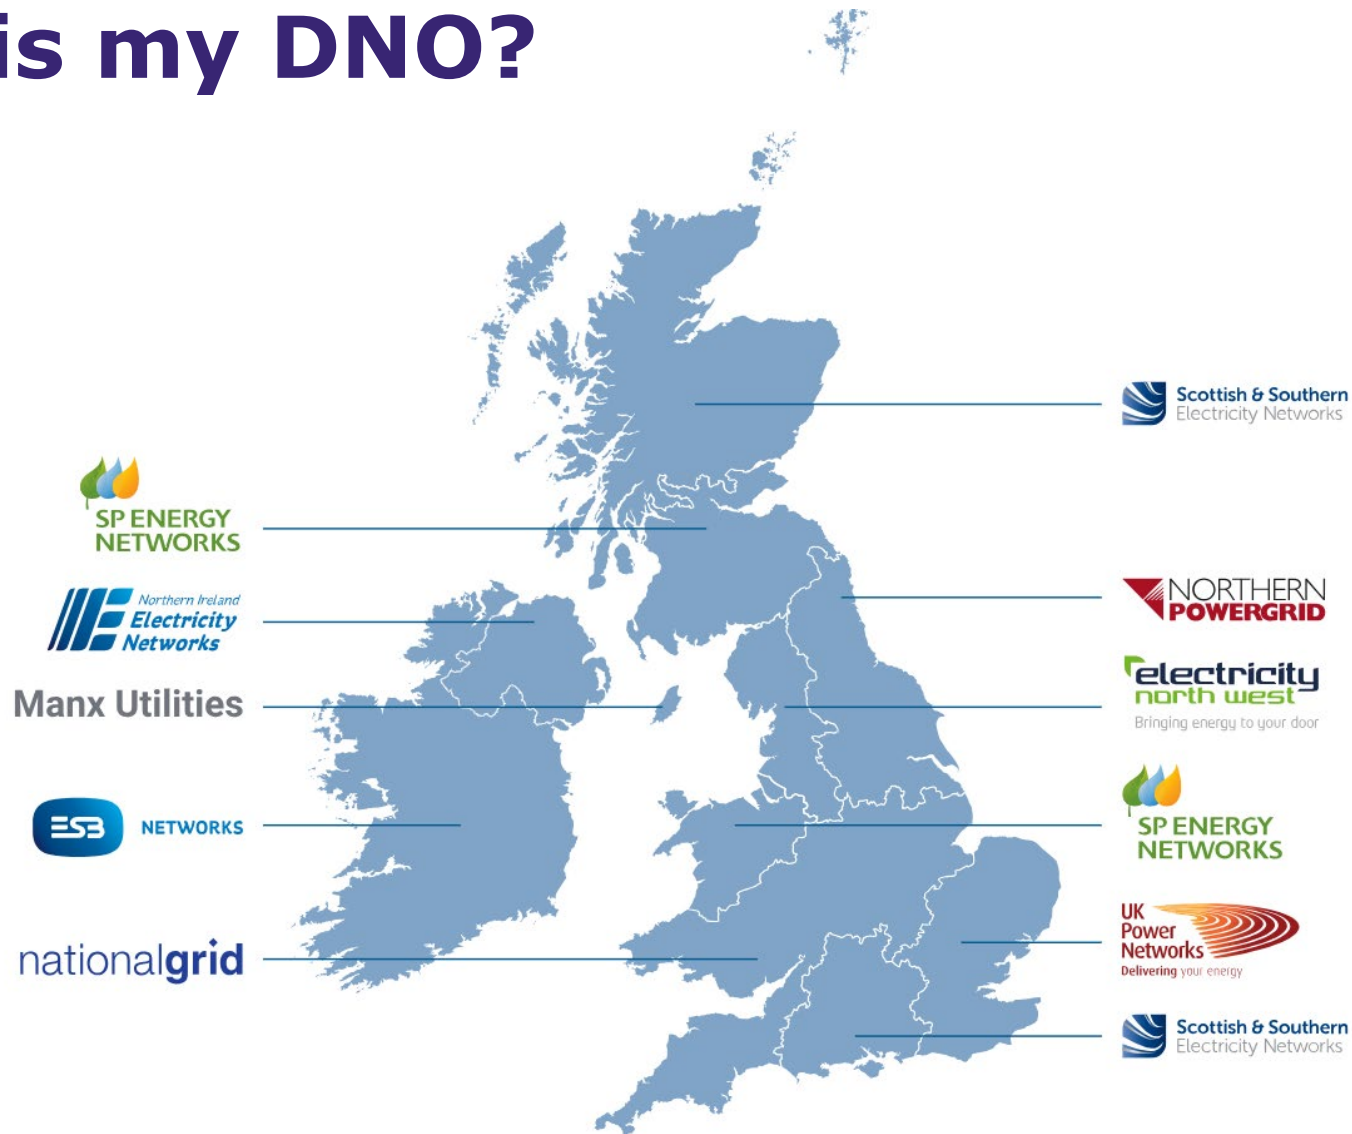 is my DNO?
Scottish & Southern
Electricity Networks
SP ENERGY
NETWORKS
Northern Ireland
Electricity
Networks
NORTHERN
POWERGRID
Manx Utilities
electricity
north west
Bringing energy to your door
ESB NETWORKS
SP ENERGY
NETWORKS
nationalgrid
UK
Power
Networks
Delivering your energy
Scottish & Southern
Electricity Networks